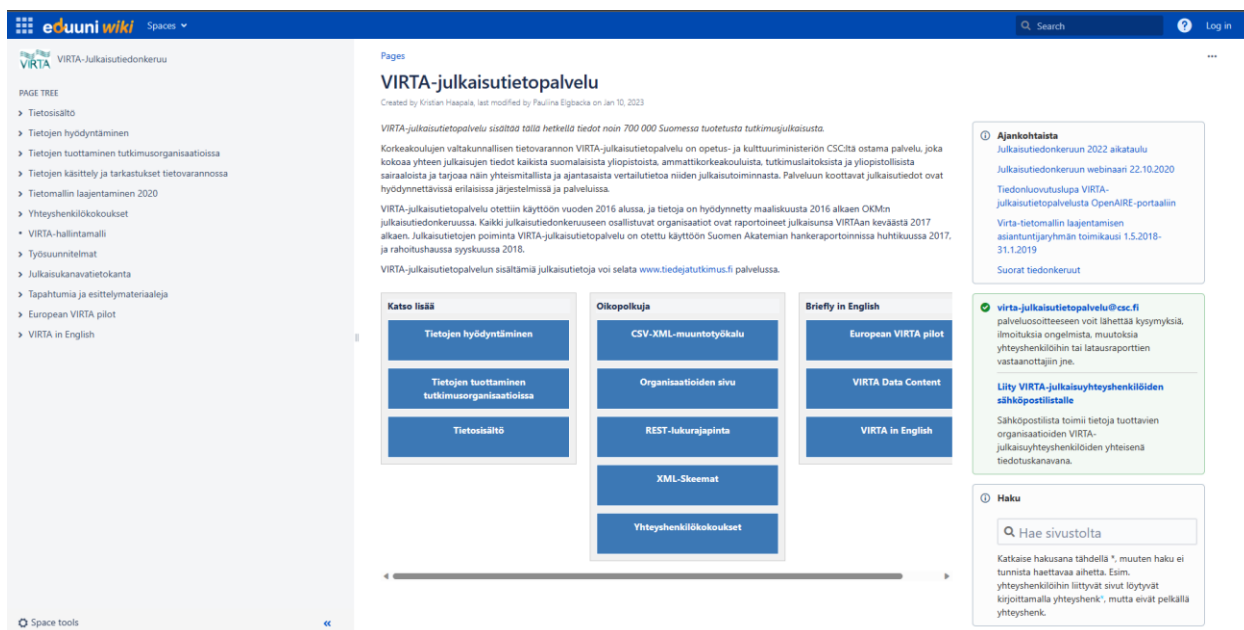 eduuni wiki Spaces
Search
Log in
VIRTA
VIRTA-Julkaisutiedonkeruu
PAGE TREE
Tietosisältö
Tietojen hyödyntäminen
Tietojen tuottaminen tutkimusorganisaatioissa
Tietojen käsittely ja tarkastukset tietovarannossa
Tietomallin laajentaminen 2020
Yhteyshenkilökokoukset
VIRTA-hallintamalli
Työsuunnitelmat
Julkaisukanavatietokanta
Tapahtumia ja esittelymateriaaleja
European VIRTA pilot
VIRTA in English
Space tools
Pages
VIRTA-julkaisutietopalvelu
Created by Kristian Haapala, last modified by Pauliina Eigbacka on Jan 10, 2023
VIRTA-julkaisutietopalvelu sisältää tällä hetkellä tiedot noin 700 000 Suomessa tuotetusta tutkimusjulkaisusta.
Korkeakoulujen valtakunnallisen tietovarannon VIRTA-julkaisutietopalvelu on opetus- ja kulttuuriministeriön CSC:ltä ostama palvelu, joka
kokoaa yhteen julkaisujen tiedot kaikista suomalaisista yliopistoista, ammattikorkeakouluista, tutkimuslaitoksista ja yliopistollisista
sairaaloista ja tarjoaa näin yhteismitallista ja ajantasaista vertailutietoa niiden julkaisutoiminnasta. Palveluun koottavat julkaisutiedot ovat
hyödynnettävissä erilaisissa järjestelmissä ja palveluissa.
VIRTA-julkaisutietopalvelu otettiin käyttöön vuoden 2016 alussa, ja tietoja on hyödynnetty maaliskuusta 2016 alkaen OKM:n
julkaisutiedonkeruussa. Kaikki julkaisutiedonkeruuseen osallistuvat organisaatiot ovat raportoineet julkaisunsa VIRTAan keväästä 2017
alkaen. Julkaisutietojen poiminta VIRTA-julkaisutietopalvelu on otettu käyttöön Suomen Akatemian hankeraportoinnissa huhtikuussa 2017,
ja rahoitushaussa syyskuussa 2018.
VIRTA-julkaisutietopalvelun sisältämiä julkaisutietoja voi selata www.tiedejatutkimus.fi palvelussa.
Katso lisää
Tietojen hyödyntäminen
Tietojen tuottaminen
tutkimusorganisaatioissa
Tietosisältö
Oikopolkuja
CSV-XML-muuntotyökalu
Organisaatioiden sivu
REST-lukurajapinta
XML-Skeemat
Yhteyshenkilökokoukset
Briefly in English
European VIRTA pilot
VIRTA Data Content
VIRTA in English
Ajankohtaista
Julkaisutiedonkeruun 2022 aikataulu
Julkaisutiedonkeruun webinaari 22.10.2020
Tiedonluovutuslupa VIRTA-
julkaisutietopalvelusta OpenAIRE-portaaliin
Virta-tietomallin laajentamisen
asiantuntijaryhmän toimikausi 1.5.2018-
31.1.2019
Suorat tiedonkeruut
virta-julkaisutietopalvelu@csc.fi
palveluosoitteeseen voit lähettää kysymyksiä,
ilmoituksia ongelmista, muutoksia
yhteyshenkilöihin tai latausraporttien
vastaanottajiin jne.
Liity VIRTA-julkaisuyhteyshenkilöiden
sähköpostilistalle
Sähköpostilista toimii tietoja tuottavien
organisaatioiden VIRTA-
julkaisuyhteyshenkilöiden yhteisenä
tiedotuskanavana.
Haku
Hae sivustolta
Katkaise hakusana tähdellä *, muuten haku ei
tunnista haettavaa aihetta. Esim.
yhteyshenkilöihin liittyvät sivut löytyvät
kirjoittamalla yhteyshenk*, mutta eivät pelkällä
yhteyshenk.